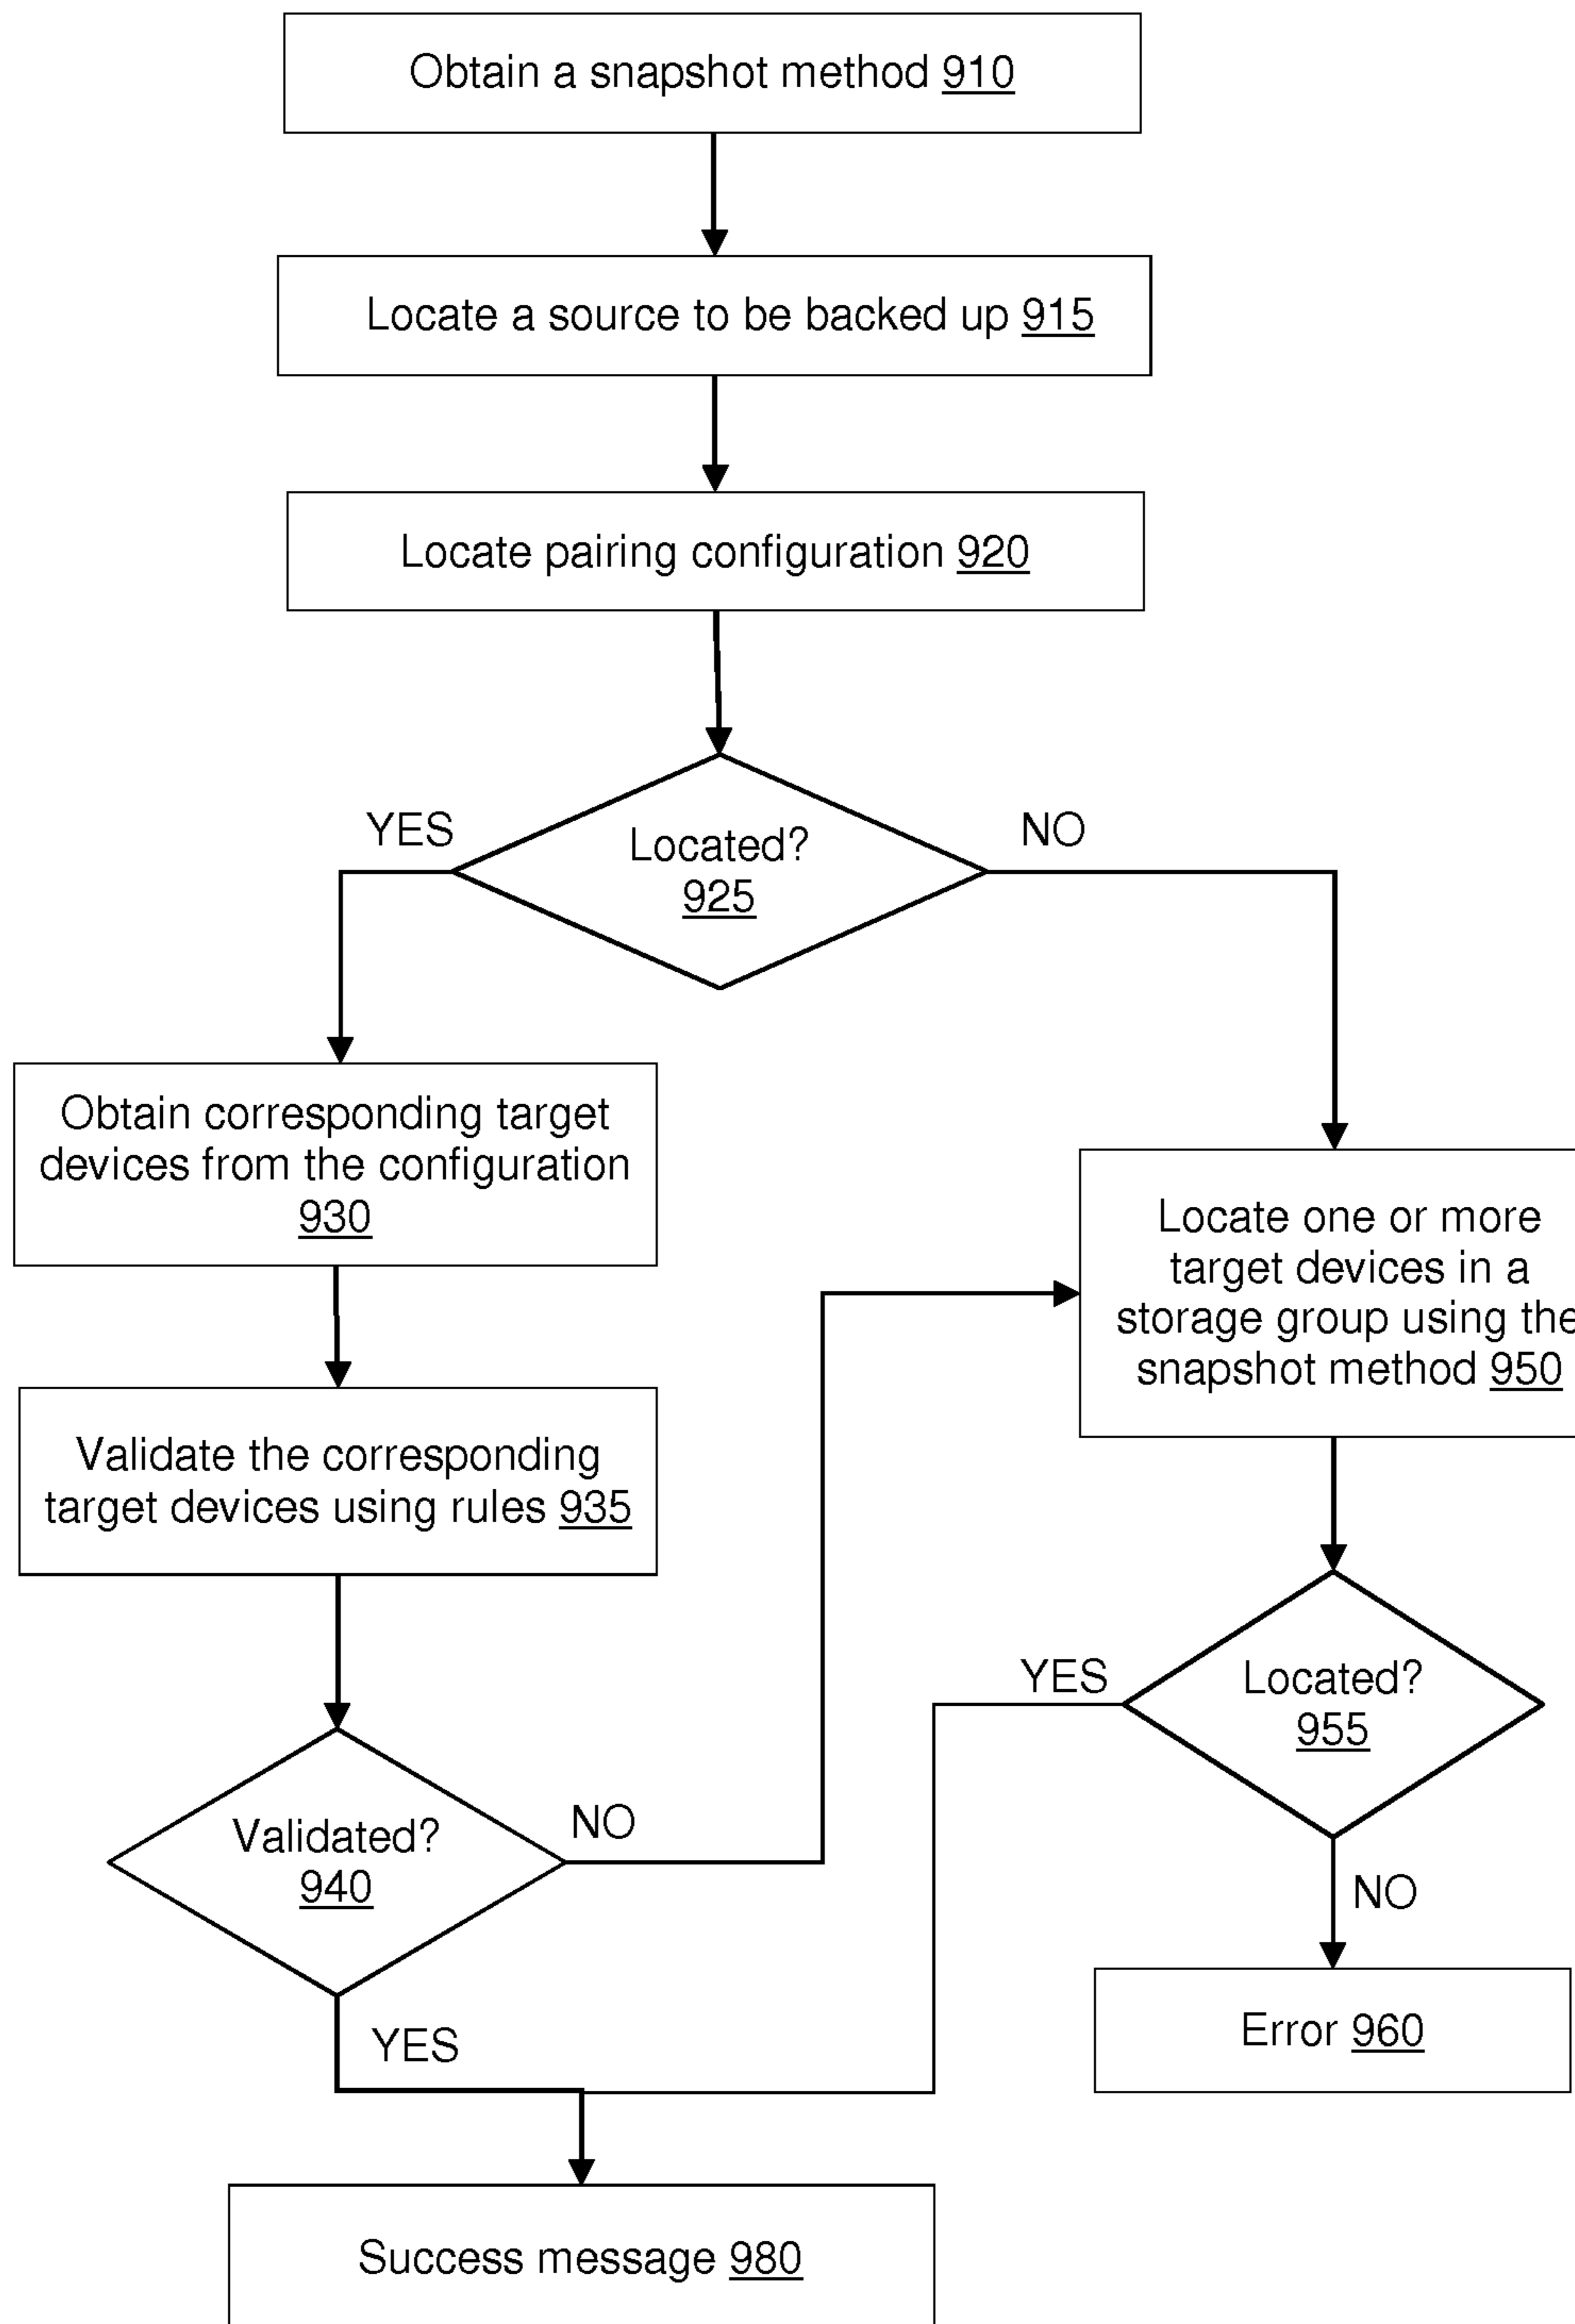 Obtain a snapshot method 910
Locate a source to be backed up 915
Locate pairing configuration 920
YES
NO
Located?
925
Obtain corresponding target
devices from the configuration
930
Locate one or more
target devices in a
storage group using the
snapshot method 950
Validate the corresponding
target devices using rules 935
YES
Located?
955
NO
Validated?
940
NO
YES
Error 960
Success message 980